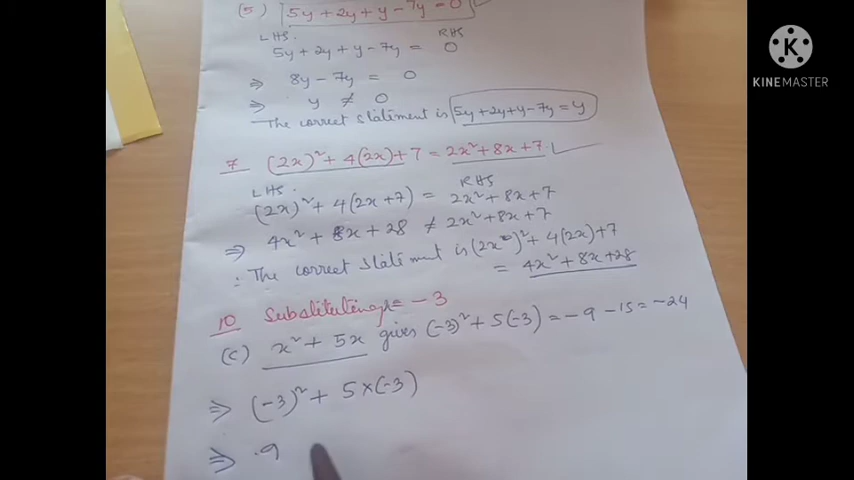 (5) 5y + 2y + y - 7y = 0
LHS. RHS
5y + 2y + y - 7y = 0
⇒ 8y - 7y = 0
⇒ y ≠ 0
The correct statement is 5y + 2y + y - 7y = y
7 (2x)² + 4(2x) + 7 = 2x² + 8x + 7
LHS RHS
(2x)² + 4(2x+7) = 2x² + 8x + 7
⇒ 4x² + 8x + 28 ≠ 2x² + 8x + 7
∴ The correct statement is (2x)² + 4(2x) + 7
= 4x² + 8x + 28
10 Substituting x = -3
(c) x² + 5x gives (-3)² + 5(-3) = -9 - 15 = -24
⇒ (-3)² + 5×(-3)
⇒ 9
K
KINEMASTER